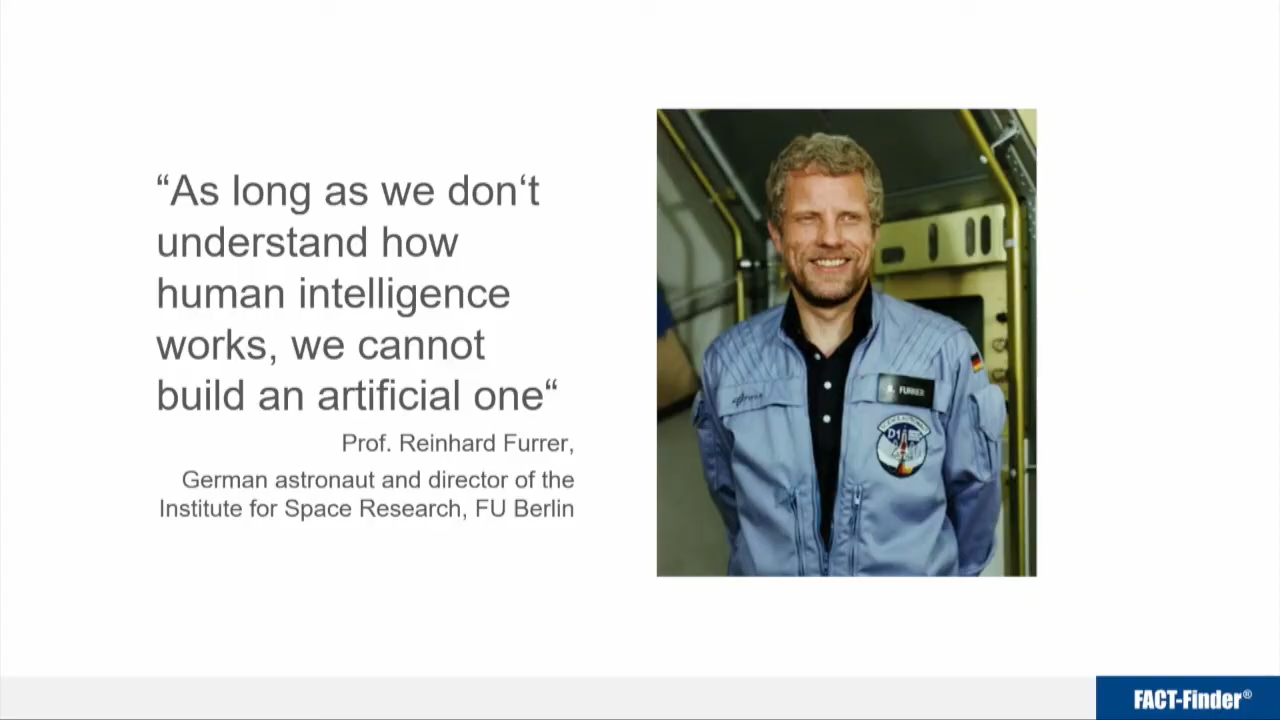 “As long as we don‘t
understand how
human intelligence
works, we cannot
build an artificial one“
Prof. Reinhard Furrer,
German astronaut and director of the
Institute for Space Research, FU Berlin
R. FURRER
D1
FACT-Finder®